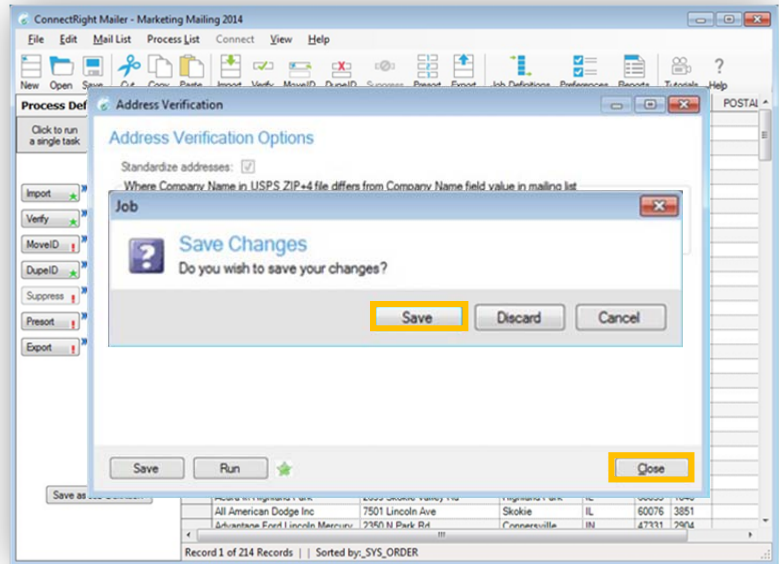 ConnectRight Mailer - Marketing Mailing 2014
File Edit Mail List Process List Connect View Help
New Open Save Cut Copy Paste Import Verify MoveID DupeID Suppress Presort Export Job Definitions Preferences Reports Tutorials Help
Process Def
POSTAL
Click to run
a single task
Address Verification
Address Verification Options
Standardize addresses:
Where Company Name in USPS ZIP+4 file differs from Company Name field value in mailing list
Import
Verify
MoveID
DupeID
Suppress
Presort
Export
Job
Save Changes
Do you wish to save your changes?
Save Discard Cancel
Save Run Close
Save as
All American Dodge Inc 7501 Lincoln Ave Skokie IL 60076 3851
Advantage Ford Lincoln Mercury 2350 N Park Rd Connersville IN 47331 2904
Record 1 of 214 Records | | Sorted by:_SYS_ORDER